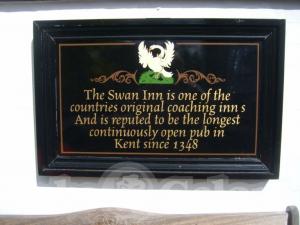 The Swan Inn is one of the
countries original coaching inn s
And is reputed to be the longest
continuously open pub in
Kent since 1348